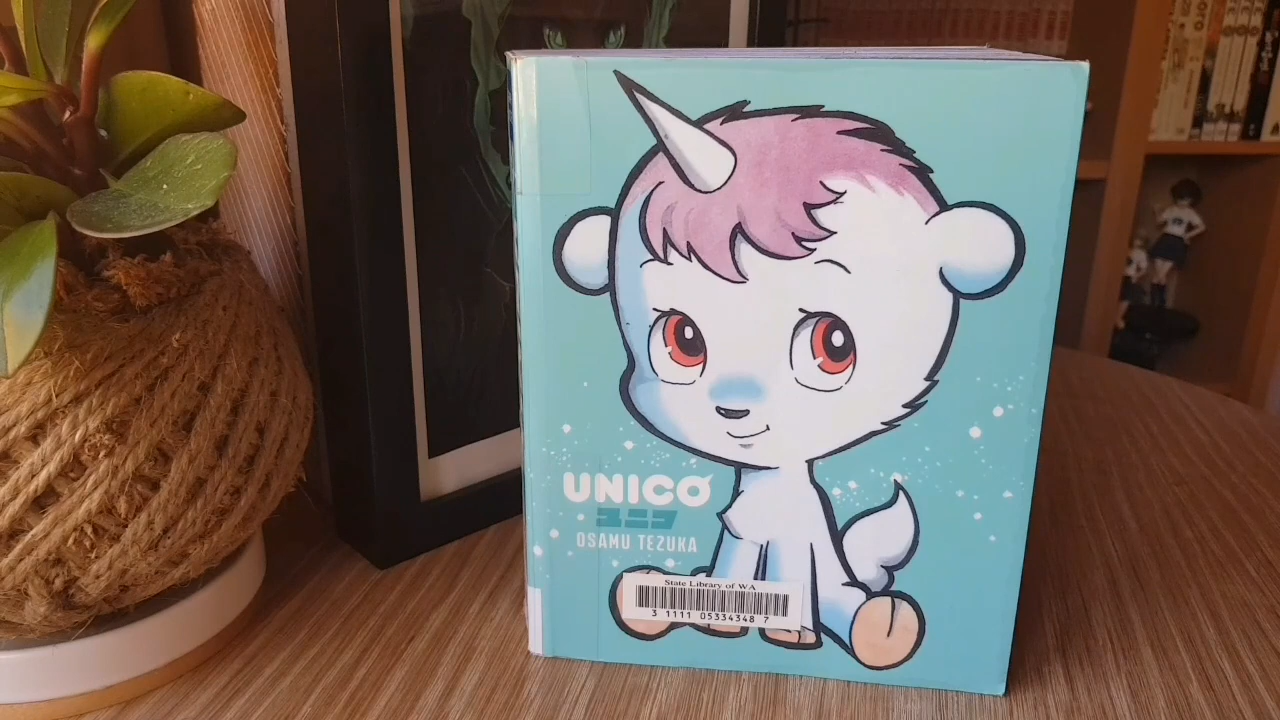 UNICO
ユニコ
OSAMU TEZUKA
State Library of WA
3 1111 05334348 7